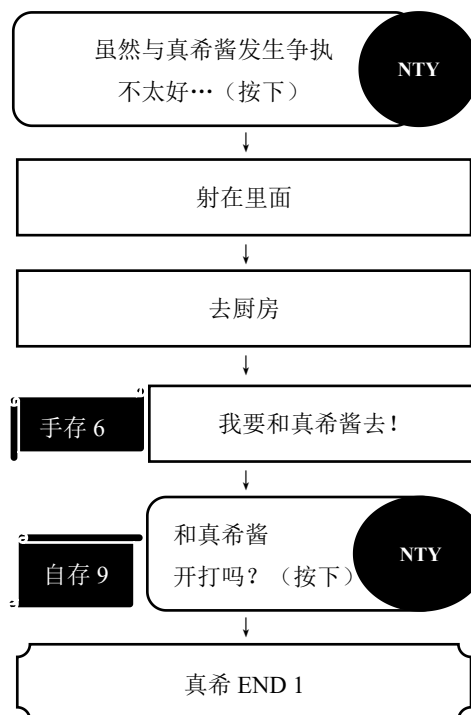 虽然与真希酱发生争执
不太好…（按下）
NTY
射在里面
去厨房
手存 6
我要和真希酱去！
和真希酱
开打吗？（按下）
NTY
自存 9
真希 END 1